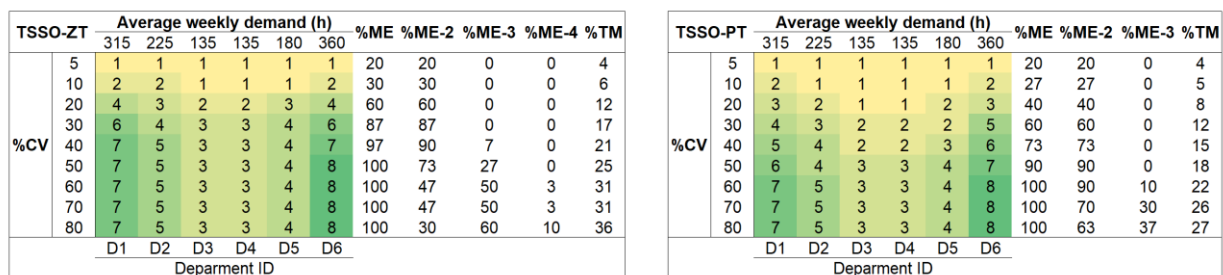 TSSO-ZT Average weekly demand (h) %ME %ME-2 %ME-3 %ME-4 %TM
315 225 135 135 180 360
%CV
5 1 1 1 1 1 1 20 20 0 0 4
10 2 2 1 1 1 2 30 30 0 0 6
20 4 3 2 2 3 4 60 60 0 0 12
30 6 4 3 3 4 6 87 87 0 0 17
40 7 5 3 3 4 7 97 90 7 0 21
50 7 5 3 3 4 8 100 73 27 0 25
60 7 5 3 3 4 8 100 47 50 3 31
70 7 5 3 3 4 8 100 47 50 3 31
80 7 5 3 3 4 8 100 30 60 10 36
D1 D2 D3 D4 D5 D6
Deparment ID
TSSO-PT Average weekly demand (h) %ME %ME-2 %ME-3 %TM
315 225 135 135 180 360
%CV
5 1 1 1 1 1 1 20 20 0 4
10 2 1 1 1 1 2 27 27 0 5
20 3 2 1 1 2 3 40 40 0 8
30 4 3 2 2 2 5 60 60 0 12
40 5 4 2 2 3 6 73 73 0 15
50 6 4 3 3 4 7 90 90 0 18
60 7 5 3 3 4 8 100 90 10 22
70 7 5 3 3 4 8 100 70 30 26
80 7 5 3 3 4 8 100 63 37 27
D1 D2 D3 D4 D5 D6
Deparment ID